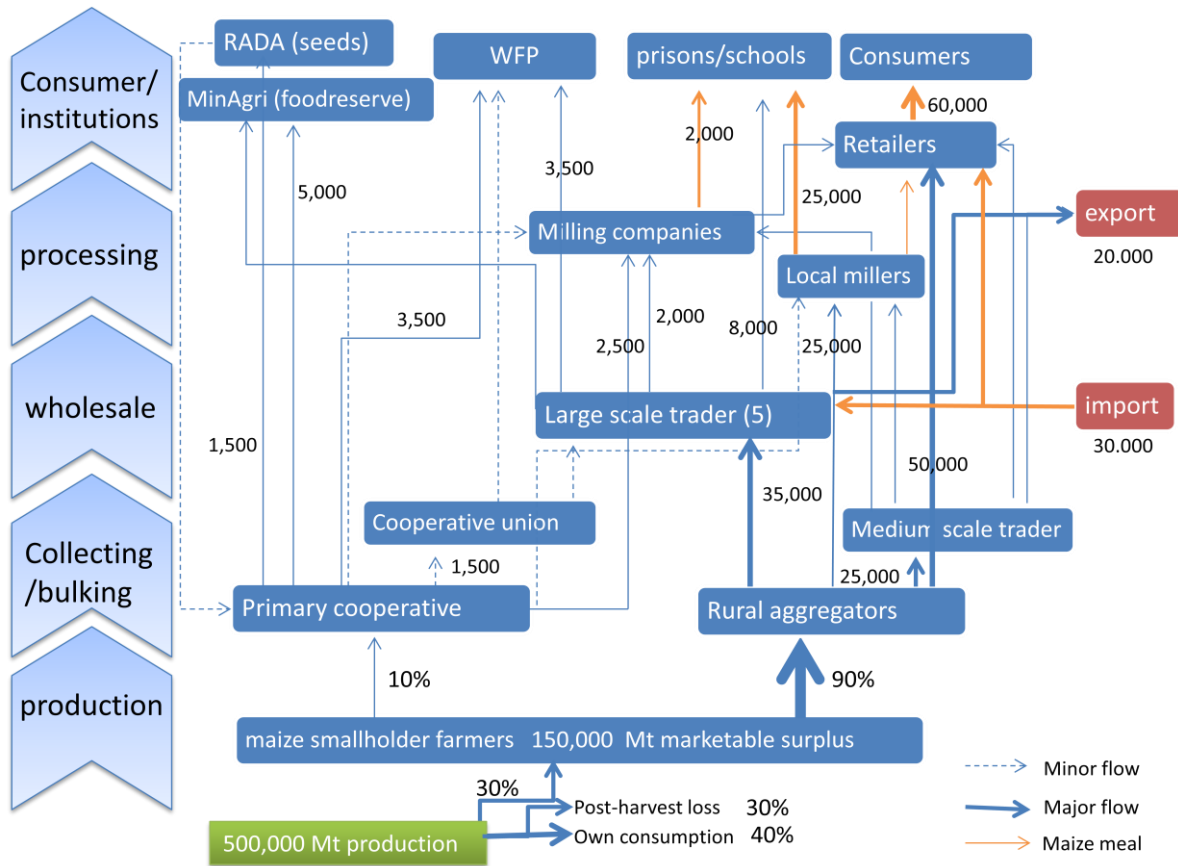 RADA (seeds)
WFP
prisons/schools
Consumers
Consumer/
institutions
MinAgri (foodreserve)
60,000
2,000
Retailers
3,500
5,000
25,000
export
20.000
processing
Milling companies
Local millers
3,500
2,000
8,000
2,500
25,000
wholesale
Large scale trader (5)
import
30.000
1,500
50,000
35,000
Cooperative union
Medium scale trader
Collecting
/bulking
1,500
25,000
Primary cooperative
Rural aggregators
production
10%
90%
maize smallholder farmers 150,000 Mt marketable surplus
Minor flow
30%
Post-harvest loss 30%
Major flow
500,000 Mt production
Own consumption 40%
Maize meal